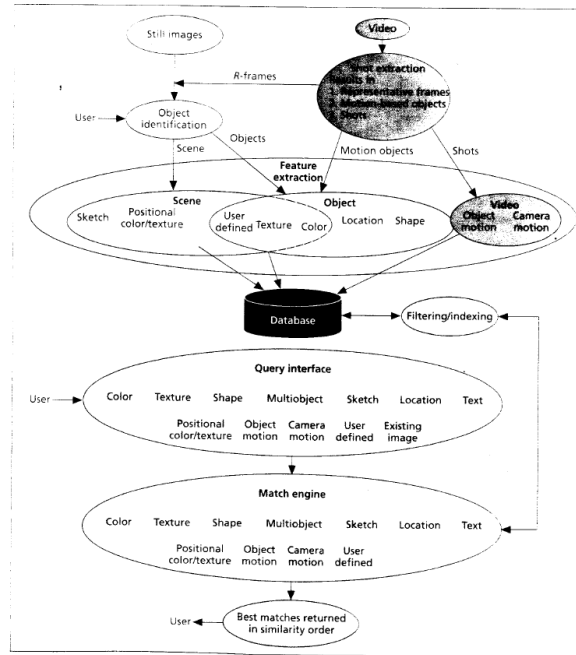 Still images
Video
Shot extraction
results in
1. Representative frames
2. Motion-based objects
3. Shots
R-frames
User
Object
identification
Scene
Objects
Motion objects
Shots
Feature
extraction
Scene
Sketch
Positional
color/texture
User
defined
Texture
Color
Object
Location
Shape
Video
Object
motion
Camera
motion
Database
Filtering/indexing
Query interface
User
Color Texture Shape Multiobject Sketch Location Text
Positional
color/texture
Object
motion
Camera
motion
User
defined
Existing
image
Match engine
Color Texture Shape Multiobject Sketch Location Text
Positional
color/texture
Object
motion
Camera
motion
User
defined
User
Best matches returned
in similarity order